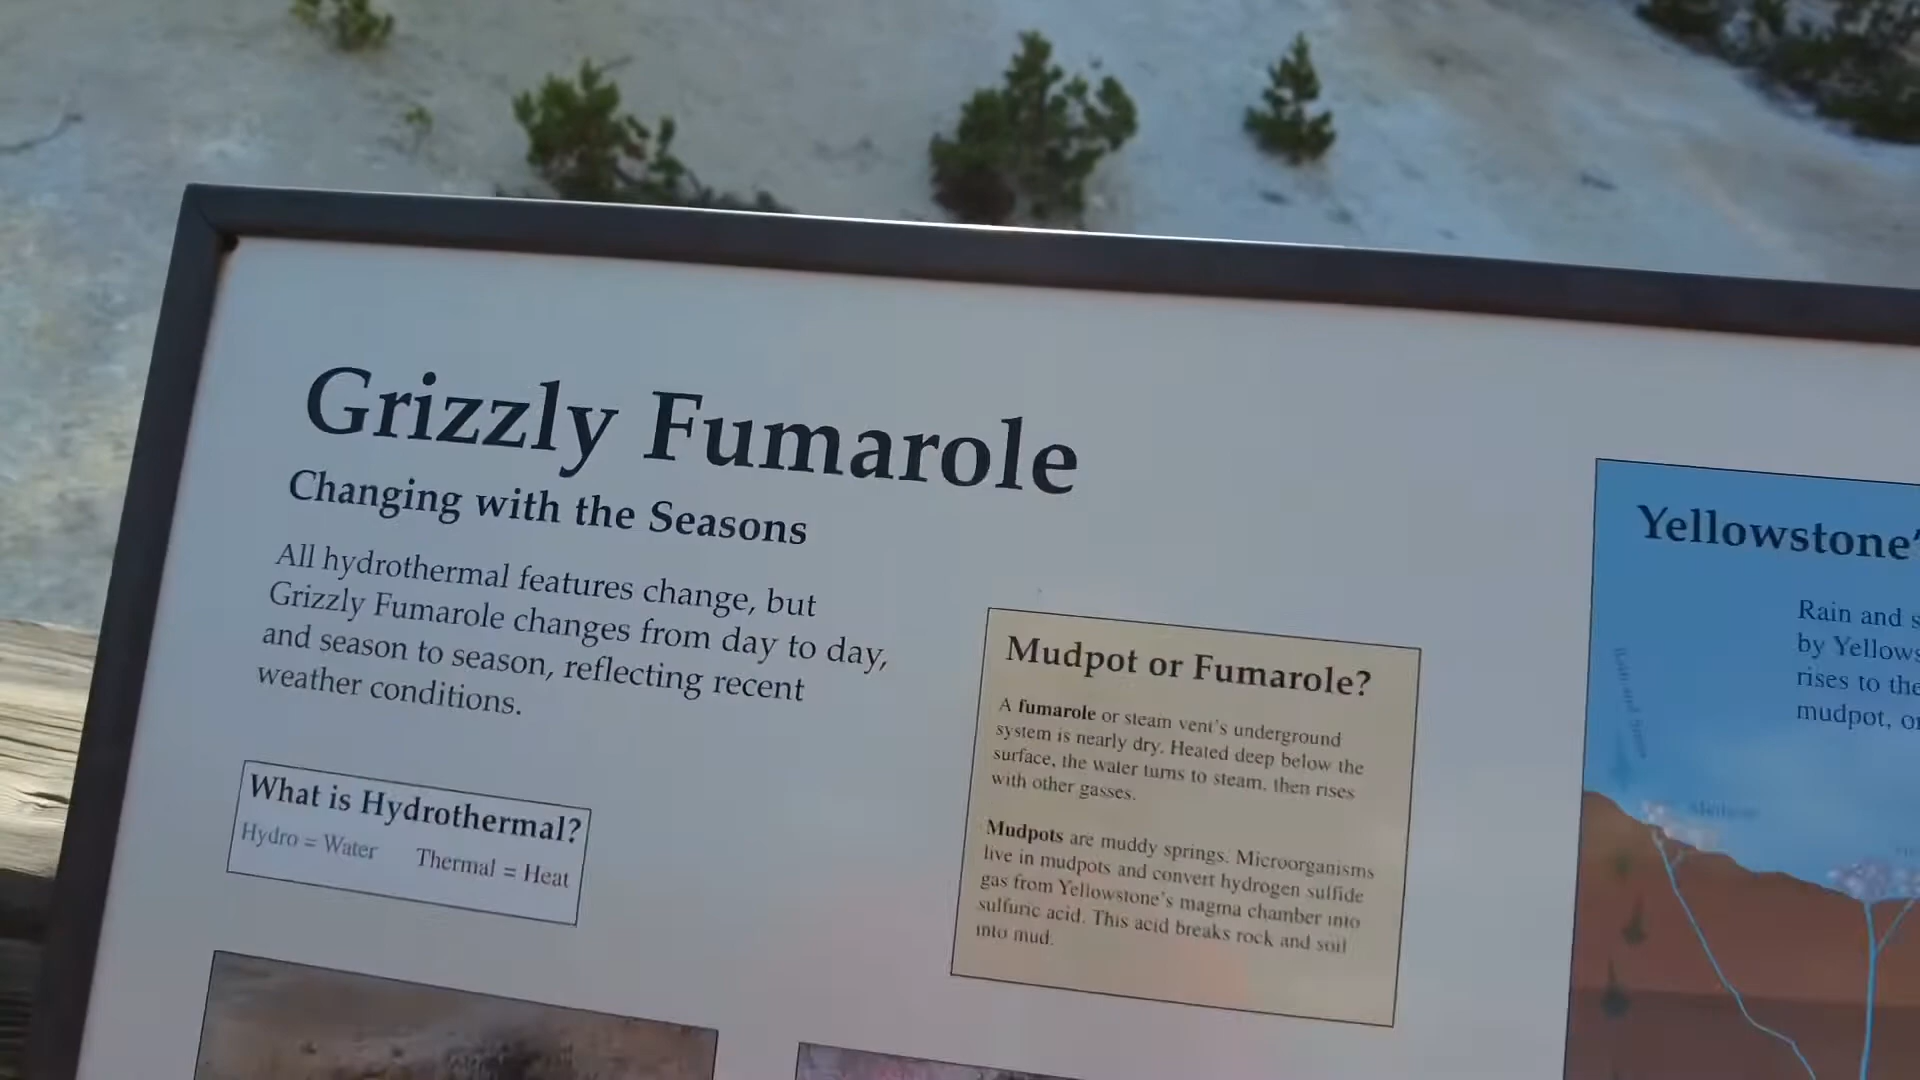 Grizzly Fumarole
Changing with the Seasons
All hydrothermal features change, but
Grizzly Fumarole changes from day to day,
and season to season, reflecting recent
weather conditions.
What is Hydrothermal?
Hydro = Water Thermal = Heat
Mudpot or Fumarole?
A fumarole or steam vent's underground
system is nearly dry. Heated deep below the
surface, the water turns to steam, then rises
with other gasses.
Mudpots are muddy springs. Microorganisms
live in mudpots and convert hydrogen sulfide
gas from Yellowstone's magma chamber into
sulfuric acid. This acid breaks rock and soil
into mud.
Yellowstone'
Rain and s
by Yellows
rises to the
mudpot, or
Rain and Snow